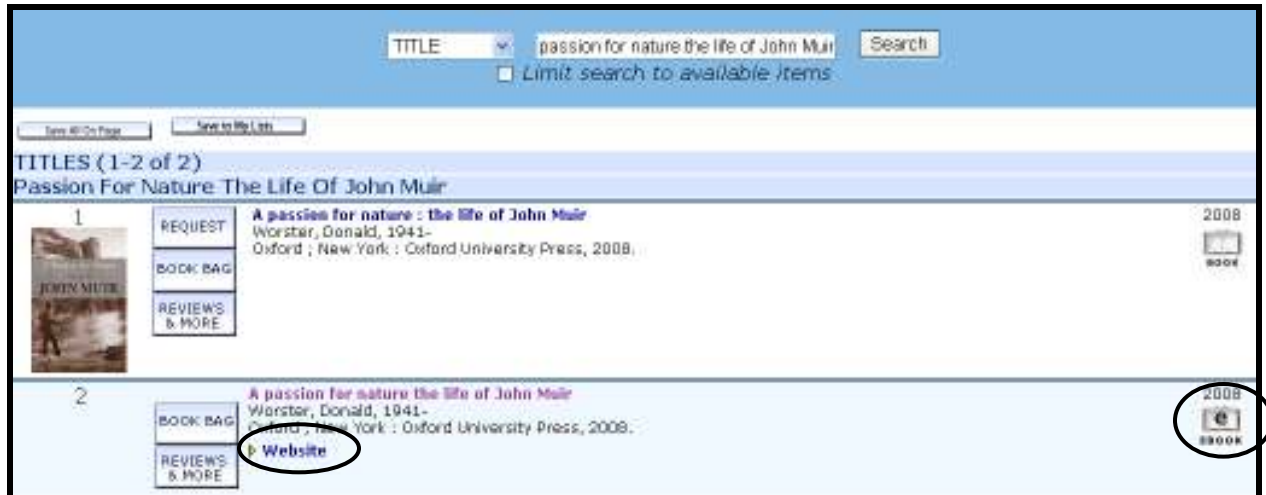 TITLE passion for nature the life of John Muir Search
Limit search to available items
Save All On Page Save to My Lists
TITLES (1-2 of 2)
Passion For Nature The Life Of John Muir
1
REQUEST
BOOK BAG
REVIEWS
& MORE
A passion for nature : the life of John Muir
Worster, Donald, 1941-
Oxford ; New York : Oxford University Press, 2008.
2008
BOOK
JOHN MUIR
2
BOOK BAG
REVIEWS
& MORE
A passion for nature the life of John Muir
Worster, Donald, 1941-
Oxford ; New York : Oxford University Press, 2008.
Website
2008
e
EBOOK